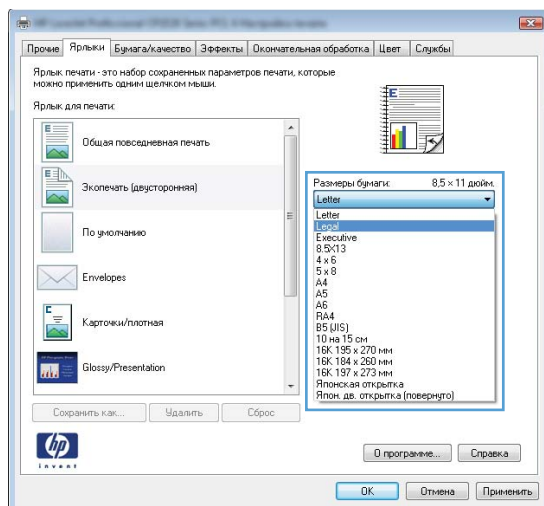 Прочие Ярлыки Бумага/качество Эффекты Окончательная обработка Цвет Службы
Ярлык печати - это набор сохраненных параметров печати, которые
можно применить одним щелчком мыши.
Ярлык для печати:
Общая повседневная печать
Экопечать (двусторонняя)
По умолчанию
Envelopes
Карточки/плотная
Glossy/Presentation
Размеры бумаги: 8,5 × 11 дюйм.
Letter
Letter
Legal
Executive
8.5X13
4 x 6
5 x 8
A4
A5
A6
RA4
B5 (JIS)
10 на 15 см
16K 195 x 270 мм
16K 184 x 260 мм
16K 197 x 273 мм
Японская открытка
Япон. дв. открытка (повернуто)
Сохранить как... Удалить Сброс
hp
invent
О программе... Справка
OK Отмена Применить